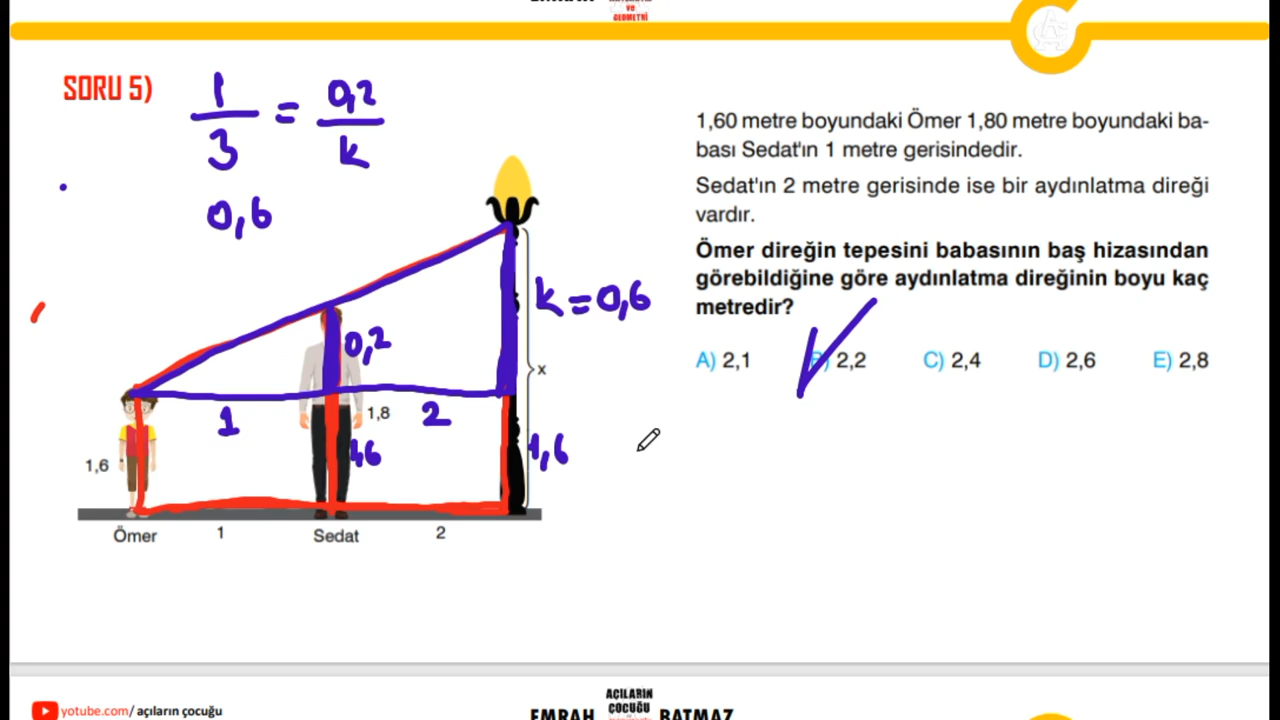 VE
GEOMETRİ
SORU 5)
1/3 = 0,2/k
0,6
1,60 metre boyundaki Ömer 1,80 metre boyundaki ba-
bası Sedat'ın 1 metre gerisindedir.
Sedat'ın 2 metre gerisinde ise bir aydınlatma direği
vardır.
Ömer direğin tepesini babasının baş hizasından
görebildiğine göre aydınlatma direğinin boyu kaç
metredir?
A) 2,1 B) 2,2 C) 2,4 D) 2,6 E) 2,8
k = 0,6
0,2
x
1 1,8 2
1,6 1,6 1,6
Ömer 1 Sedat 2
yotube.com/ açıların çocuğu
AÇILARIN
ÇOCUĞU
EMRAH BATMAZ